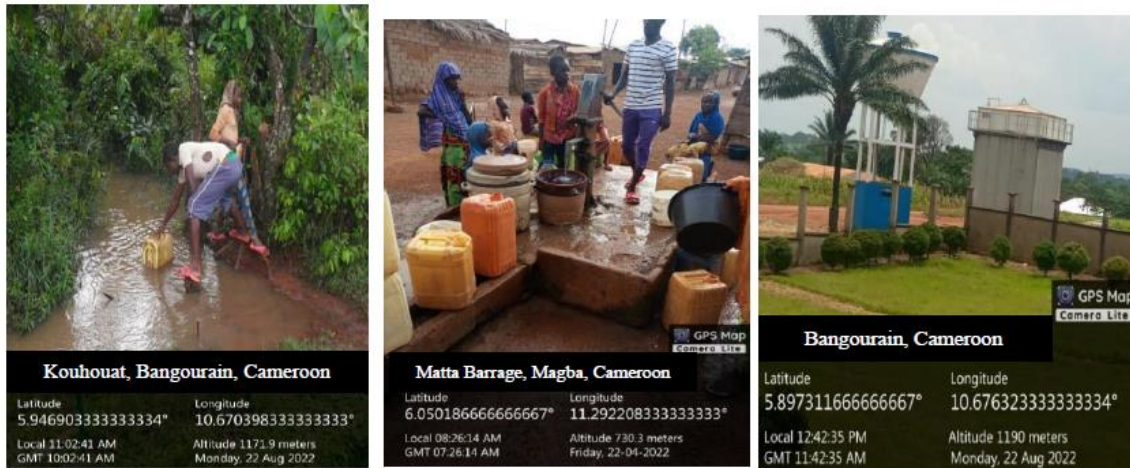 GPS Map
Camera Lite
Kouhouat, Bangourain, Cameroon
Latitude
5.946903333333334°
Longitude
10.670398333333333°
Local 11:02:41 AM
GMT 10:02:41 AM
Altitude 1171.9 meters
Monday, 22 Aug 2022
GPS Map
Camera Lite
Matta Barrage, Magba, Cameroon
Latitude
6.050186666666667°
Longitude
11.292208333333333°
Local 08:26:14 AM
GMT 07:26:14 AM
Altitude 730.3 meters
Friday, 22-04-2022
Bangourain, Cameroon
Latitude
5.897311666666667°
Longitude
10.676323333333334°
Local 12:42:35 PM
GMT 11:42:35 AM
Altitude 1190 meters
Monday, 22 Aug 2022